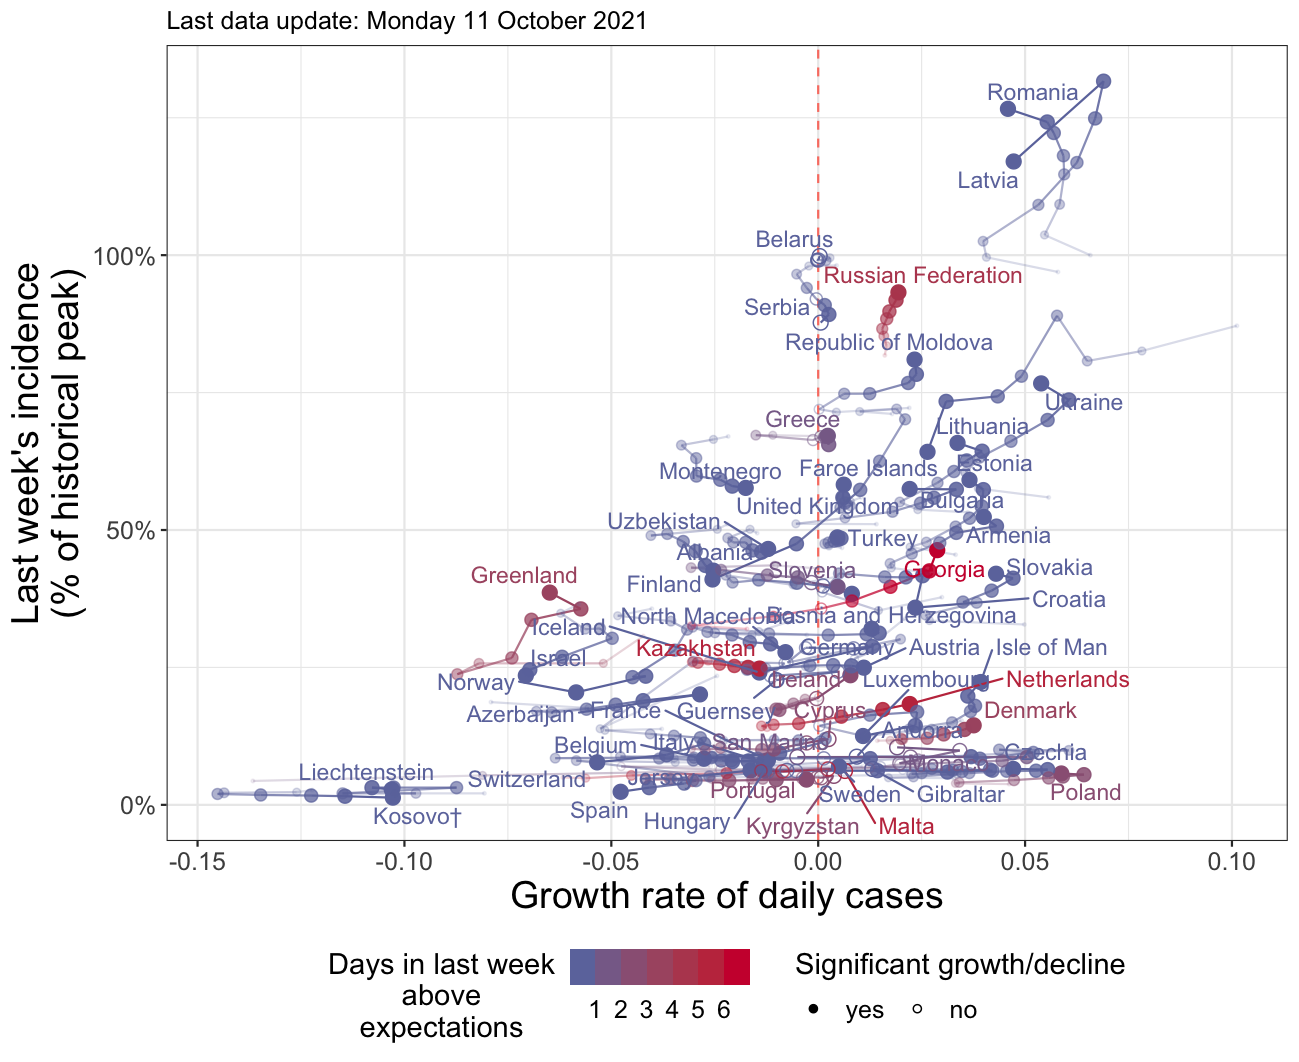 Last data update: Monday 11 October 2021
Last week's incidence
(% of historical peak)
100%
50%
0%
Romania
Latvia
Belarus
Russian Federation
Serbia
Republic of Moldova
Ukraine
Greece
Lithuania
Montenegro
Faroe Islands
Estonia
United Kingdom
Bulgaria
Uzbekistan
Turkey
Armenia
Albania
Finland
Slovenia
Georgia
Slovakia
Greenland
Croatia
North Macedonia
Bosnia and Herzegovina
Iceland
Kazakhstan
Germany
Austria
Isle of Man
Israel
Norway
Ireland
Luxembourg
Netherlands
Azerbaijan
France
Guernsey
Cyprus
Denmark
Andorra
Belgium
Italy
San Marino
Monaco
Czechia
Liechtenstein
Switzerland
Jersey
Portugal
Sweden
Gibraltar
Poland
Kosovo†
Spain
Hungary
Kyrgyzstan
Malta
-0.15
-0.10
-0.05
0.00
0.05
0.10
Growth rate of daily cases
Days in last week
above
expectations
1 2 3 4 5 6
Significant growth/decline
yes
no